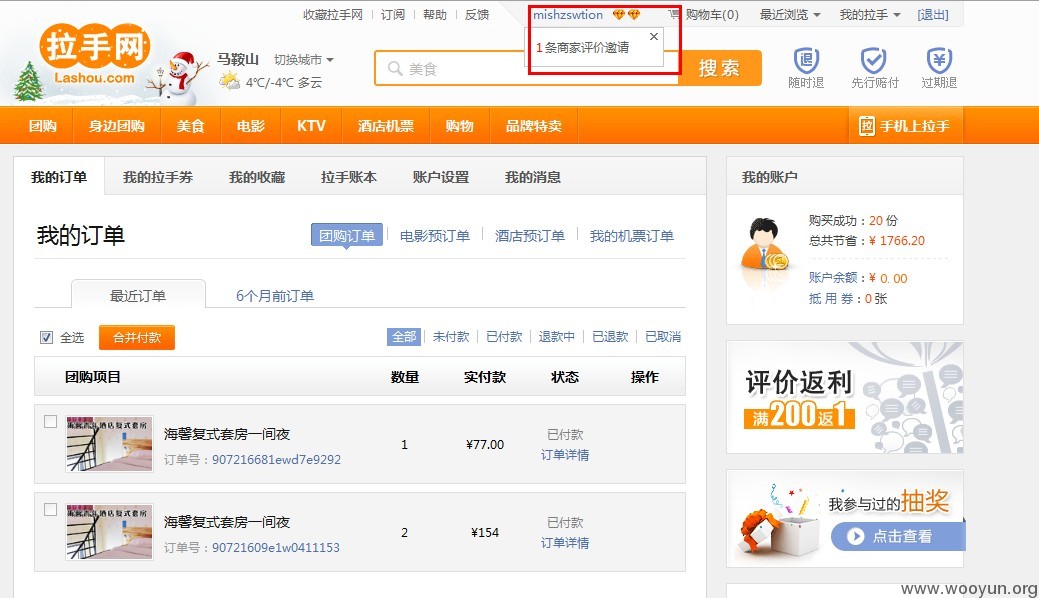 收藏拉手网 订阅 帮助 反馈 mishzswtion 购物车(0) 最近浏览 我的拉手 [退出]
1条商家评价邀请
拉手网
Lashou.com
马鞍山 切换城市
4℃/-4℃ 多云
美食
搜索
随时退 先行赔付 过期退
团购 身边团购 美食 电影 KTV 酒店机票 购物 品牌特卖 手机上拉手
我的订单 我的拉手券 我的收藏 拉手账本 账户设置 我的消息
我的订单
团购订单 电影预订单 酒店预订单 我的机票订单
最近订单 6个月前订单
全选 合并付款 全部 未付款 已付款 退款中 已退款 已取消
团购项目 数量 实付款 状态 操作
海馨复式套房一间夜
订单号：907216681ewd7e9292
1 ¥77.00 已付款
订单详情
海馨复式套房一间夜
订单号：90721609e1w0411153
2 ¥154 已付款
订单详情
我的账户
购买成功：20 份
总共节省：¥ 1766.20
账户余额：¥ 0.00
抵 用 券：0 张
评价返利
满200返1
我参与过的抽奖
点击查看
www.wooyun.org